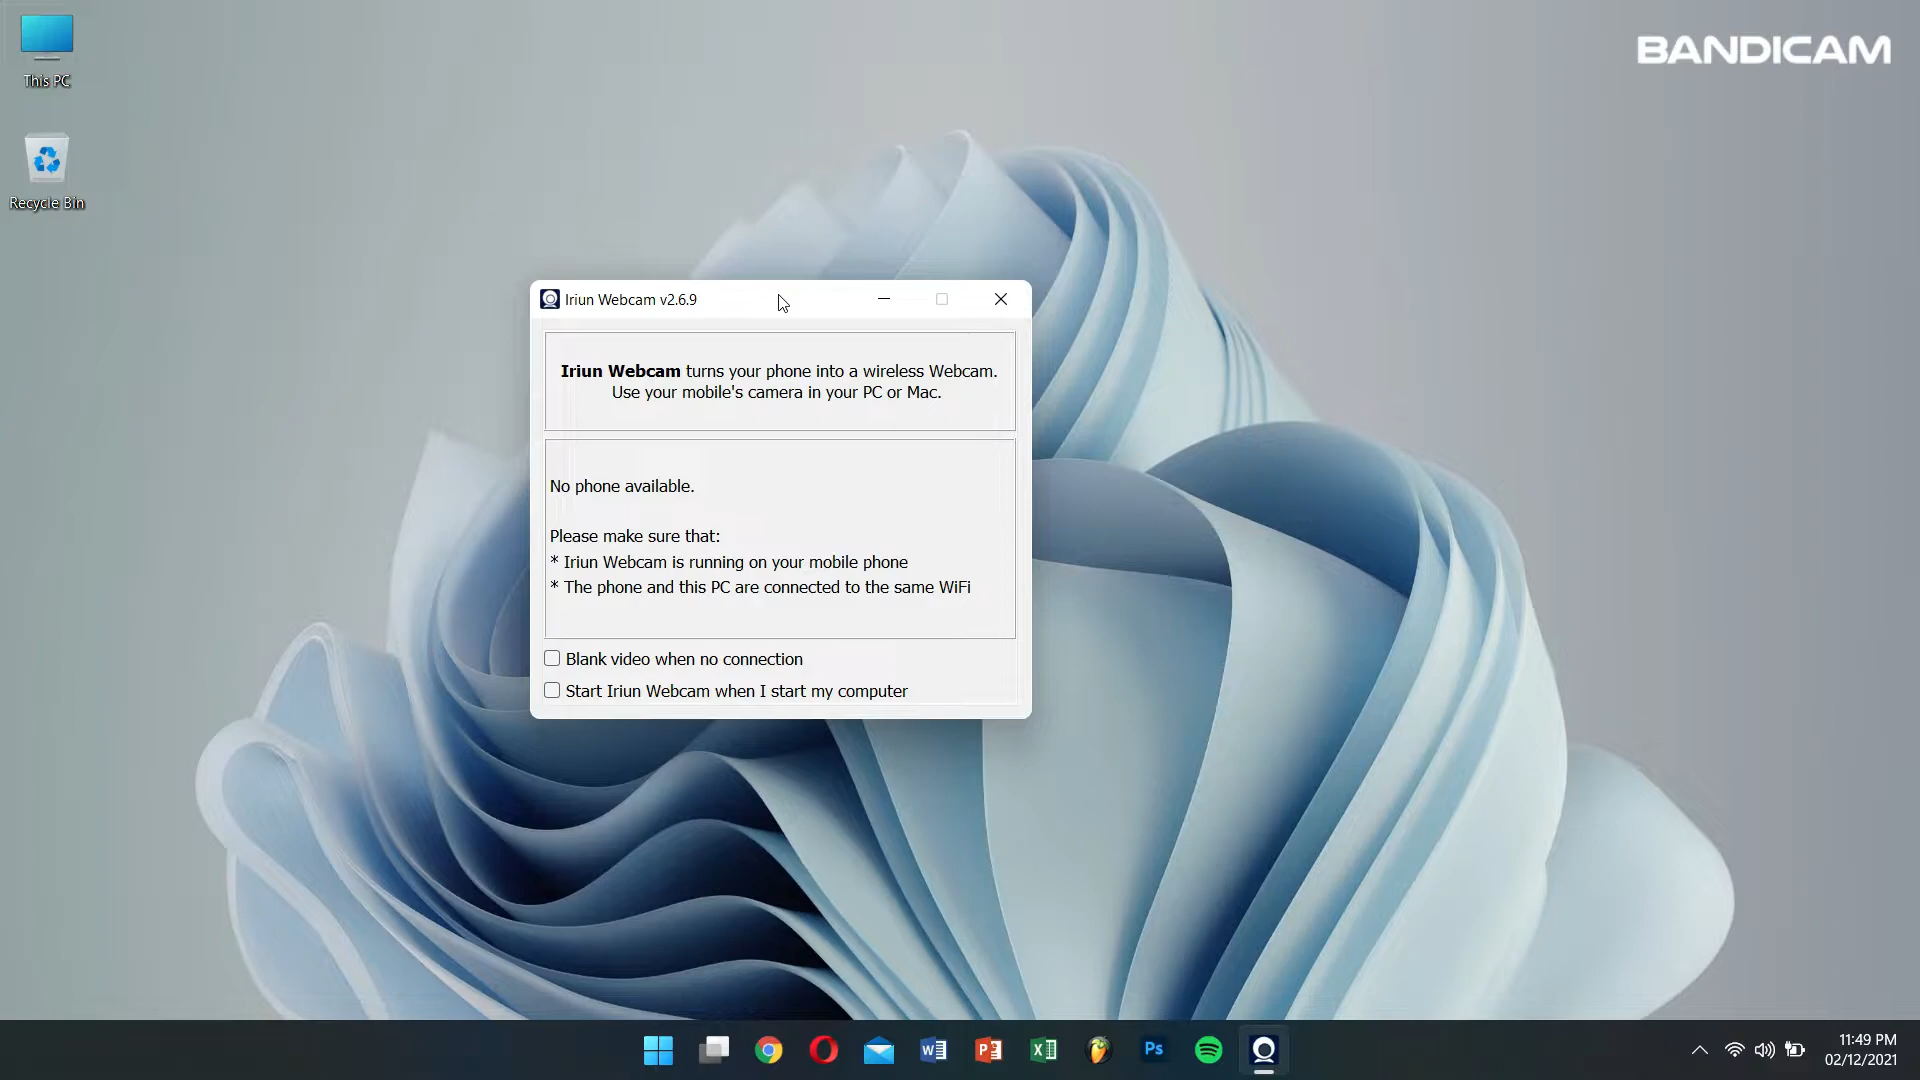 This PC
Recycle Bin
BANDICAM
Iriun Webcam v2.6.9
Iriun Webcam turns your phone into a wireless Webcam.
Use your mobile's camera in your PC or Mac.
No phone available.
Please make sure that:
* Iriun Webcam is running on your mobile phone
* The phone and this PC are connected to the same WiFi
Blank video when no connection
Start Iriun Webcam when I start my computer
Ps
11:49 PM
02/12/2021